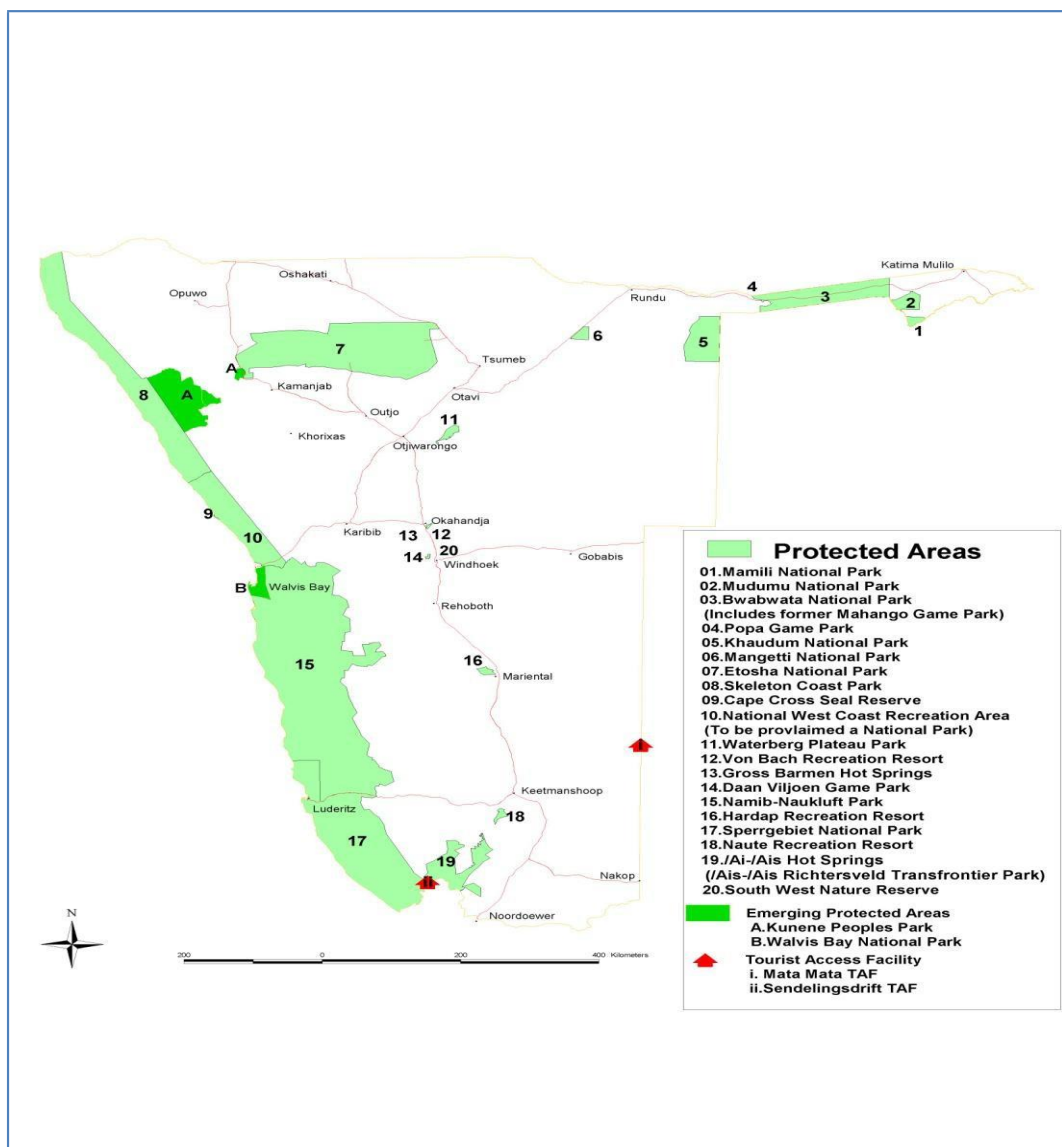 Katima Mulilo
Oshakati
Opuwo
4
Rundu
3
2
1
6
5
7
Tsumeb
A
Kamanjab
Otavi
8
A
Outjo
11
Khorixas
Otjiwarongo
9
Okahandja
Karibib
13
12
10
20
14
Windhoek
Gobabis
B
Walvis Bay
Rehoboth
15
16
Mariental
i
Keetmanshoop
Luderitz
18
17
19
ii
Nakop
Noordoewer
N
200
0
200
400
Kilometers
Protected Areas
01.Mamili National Park
02.Mudumu National Park
03.Bwabwata National Park
(Includes former Mahango Game Park)
04.Popa Game Park
05.Khaudum National Park
06.Mangetti National Park
07.Etosha National Park
08.Skeleton Coast Park
09.Cape Cross Seal Reserve
10.National West Coast Recreation Area
(To be provlaimed a National Park)
11.Waterberg Plateau Park
12.Von Bach Recreation Resort
13.Gross Barmen Hot Springs
14.Daan Viljoen Game Park
15.Namib-Naukluft Park
16.Hardap Recreation Resort
17.Sperrgebiet National Park
18.Naute Recreation Resort
19./Ai-/Ais Hot Springs
(/Ais-/Ais Richtersveld Transfrontier Park)
20.South West Nature Reserve
Emerging Protected Areas
A.Kunene Peoples Park
B.Walvis Bay National Park
Tourist Access Facility
i. Mata Mata TAF
ii.Sendelingsdrift TAF